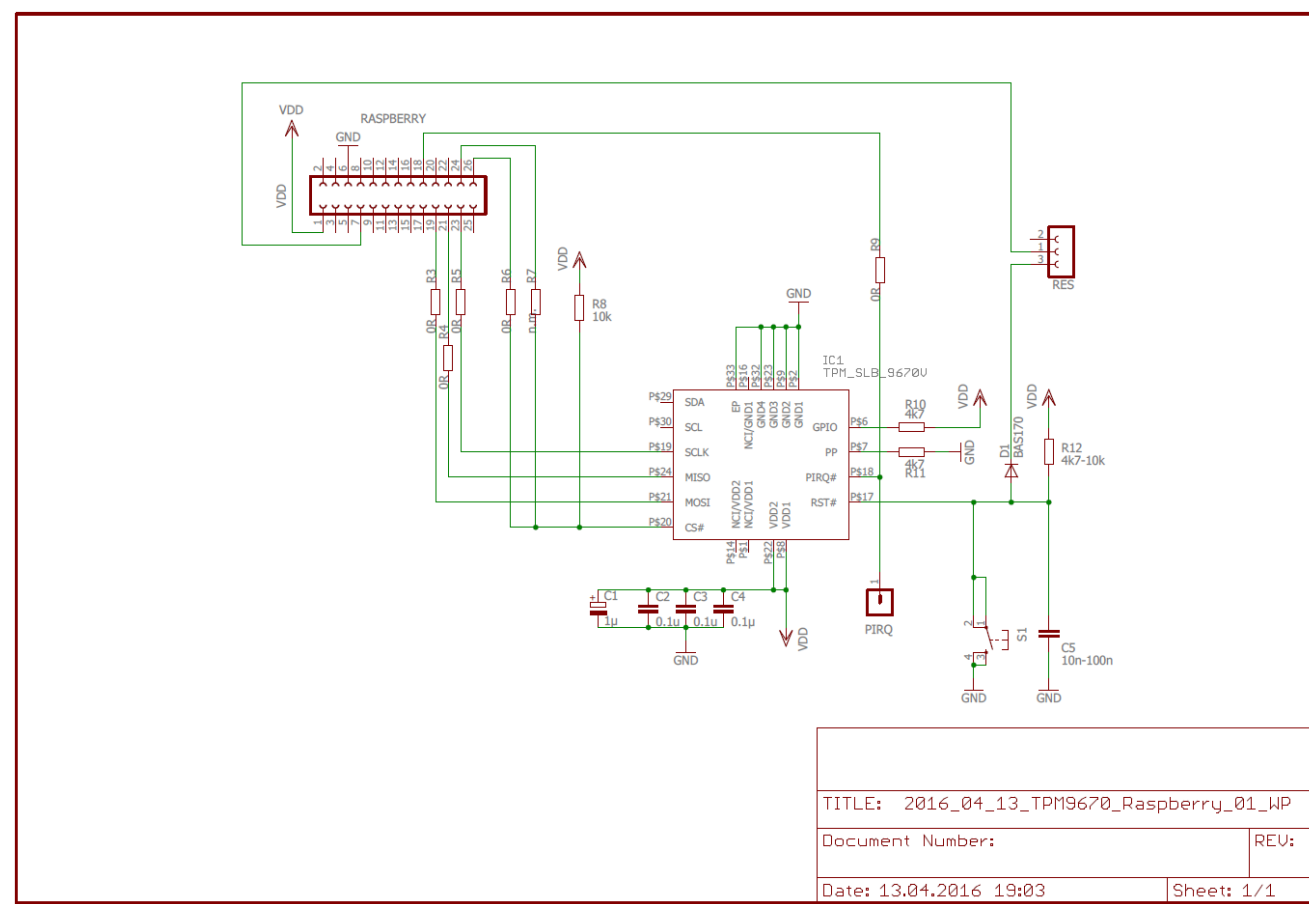 VDD
RASPBERRY
GND
2 4 6 8 10 12 14 16 18 20 22 24 26
VDD
1 3 5 7 9 11 13 15 17 19 21 23 25
R9
0R
2
1
3
RES
VDD
R3 R5 R6 R7
R8
10k
0R 0R 0R n.m.
R4
0R
GND
IC1
TPM_SLB_9670V
P$33 P$16 P$32 P$23 P$9 P$2
EP NCI/GND1 GND4 GND3 GND2 GND1
P$29 SDA
P$30 SCL
P$19 SCLK
P$24 MISO
P$21 MOSI
P$20 CS#
GPIO P$6
PP P$7
PIRQ# P$18
RST# P$17
NCI/VDD2 NCI/VDD1 VDD2 VDD1
P$14 P$1 P$22 P$8
R10
4k7
VDD
4k7
R11
GND
D1
BAS170
VDD
R12
4k7-10k
+ C1
1µ
C2
0.1u
C3
0.1u
C4
0.1µ
GND
VDD
1
PIRQ
2 1
4 3
S1
GND
C5
10n-100n
GND
TITLE: 2016_04_13_TPM9670_Raspberry_01_WP
Document Number:
REV:
Date: 13.04.2016 19:03
Sheet: 1/1